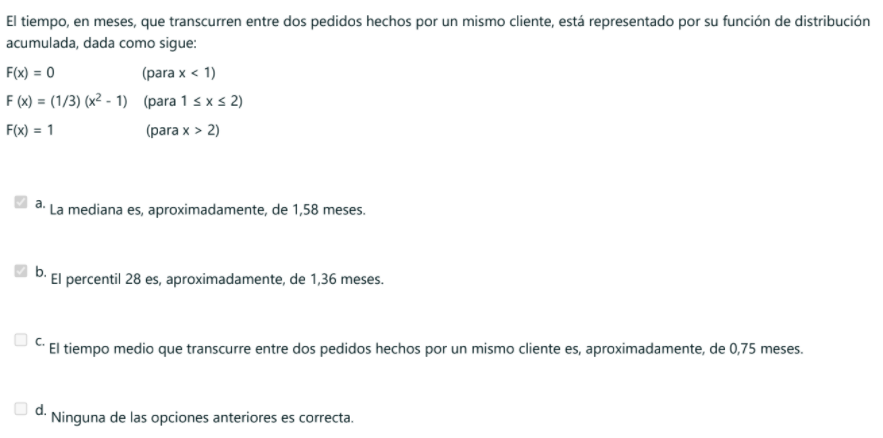 El tiempo, en meses, que transcurren entre dos pedidos hechos por un mismo cliente, está representado por su función de distribución
acumulada, dada como sigue:
F(x) = 0 (para x < 1)
F (x) = (1/3) (x² - 1) (para 1 ≤ x ≤ 2)
F(x) = 1 (para x > 2)
a. La mediana es, aproximadamente, de 1,58 meses.
b. El percentil 28 es, aproximadamente, de 1,36 meses.
c. El tiempo medio que transcurre entre dos pedidos hechos por un mismo cliente es, aproximadamente, de 0,75 meses.
d. Ninguna de las opciones anteriores es correcta.